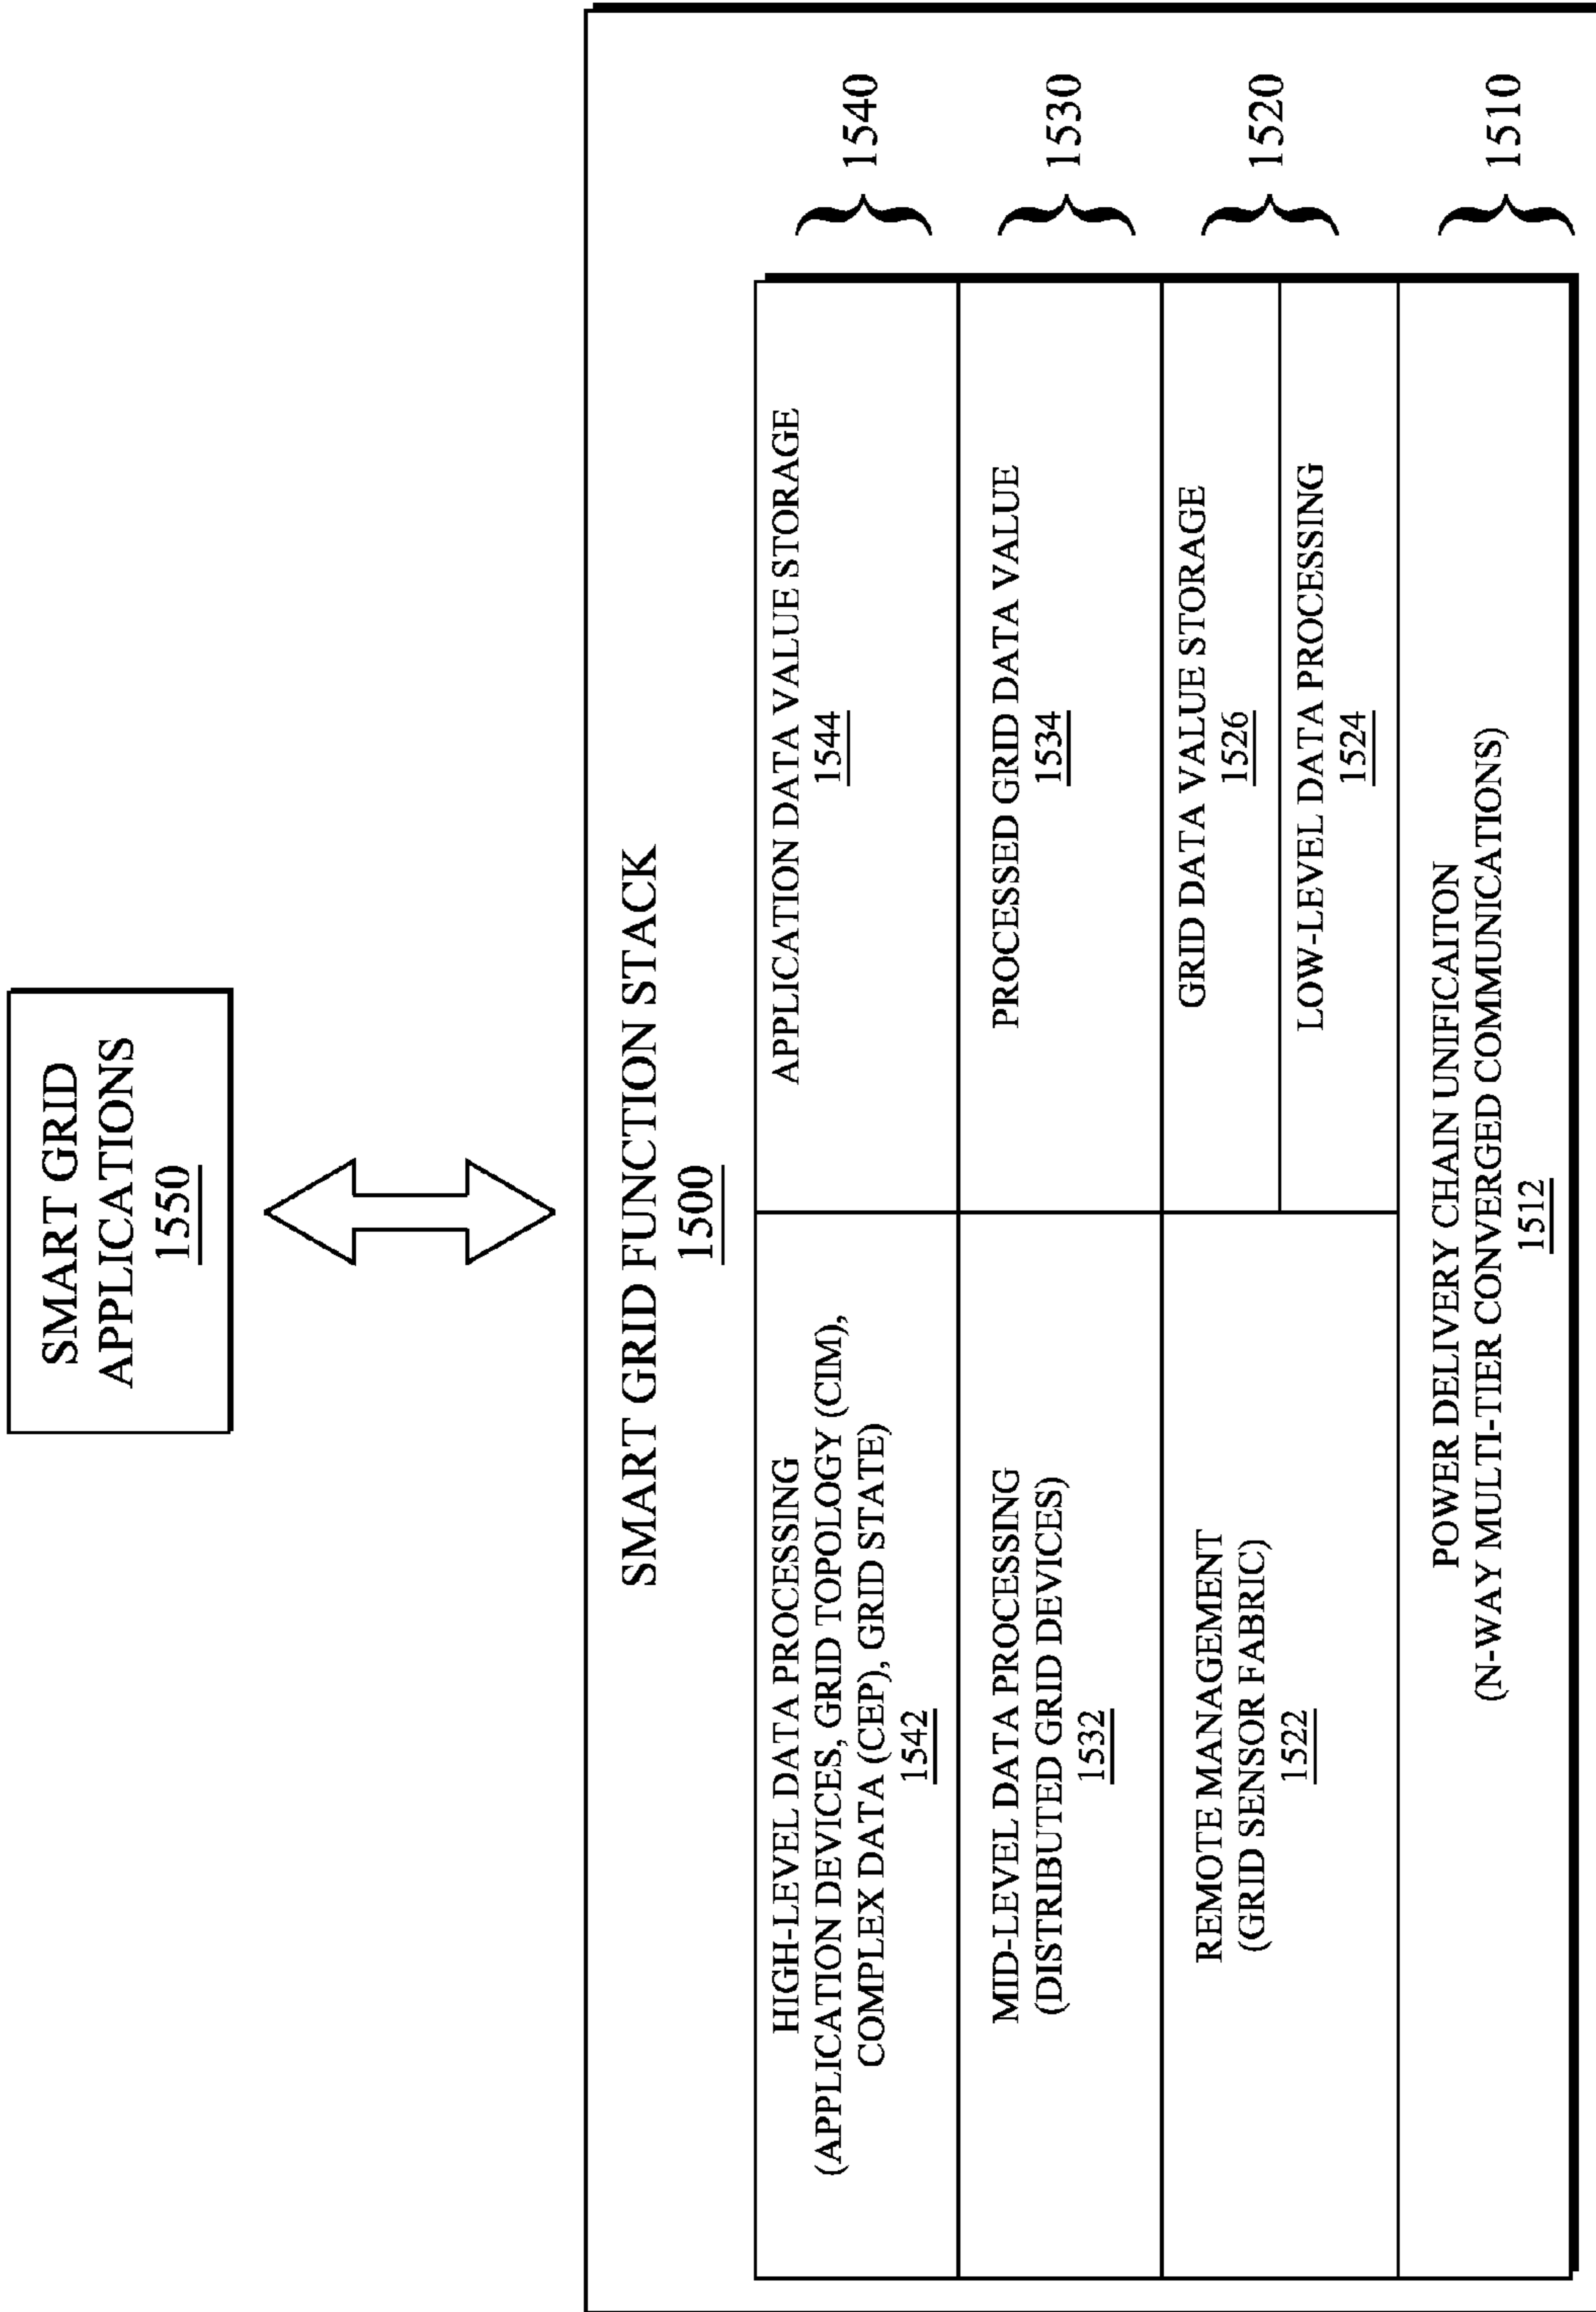 SMART GRID
APPLICATIONS
1550
SMART GRID FUNCTION STACK
1500
HIGH-LEVEL DATA PROCESSING
(APPLICATION DEVICES, GRID TOPOLOGY (CIM),
COMPLEX DATA (CEP), GRID STATE)
1542
APPLICATION DATA VALUE STORAGE
1544
1540
MID-LEVEL DATA PROCESSING
(DISTRIBUTED GRID DEVICES)
1532
PROCESSED GRID DATA VALUE
1534
1530
REMOTE MANAGEMENT
(GRID SENSOR FABRIC)
1522
GRID DATA VALUE STORAGE
1526
LOW-LEVEL DATA PROCESSING
1524
1520
POWER DELIVERY CHAIN UNIFICAITON
(N-WAY MULTI-TIER CONVERGED COMMUNICATIONS)
1512
1510